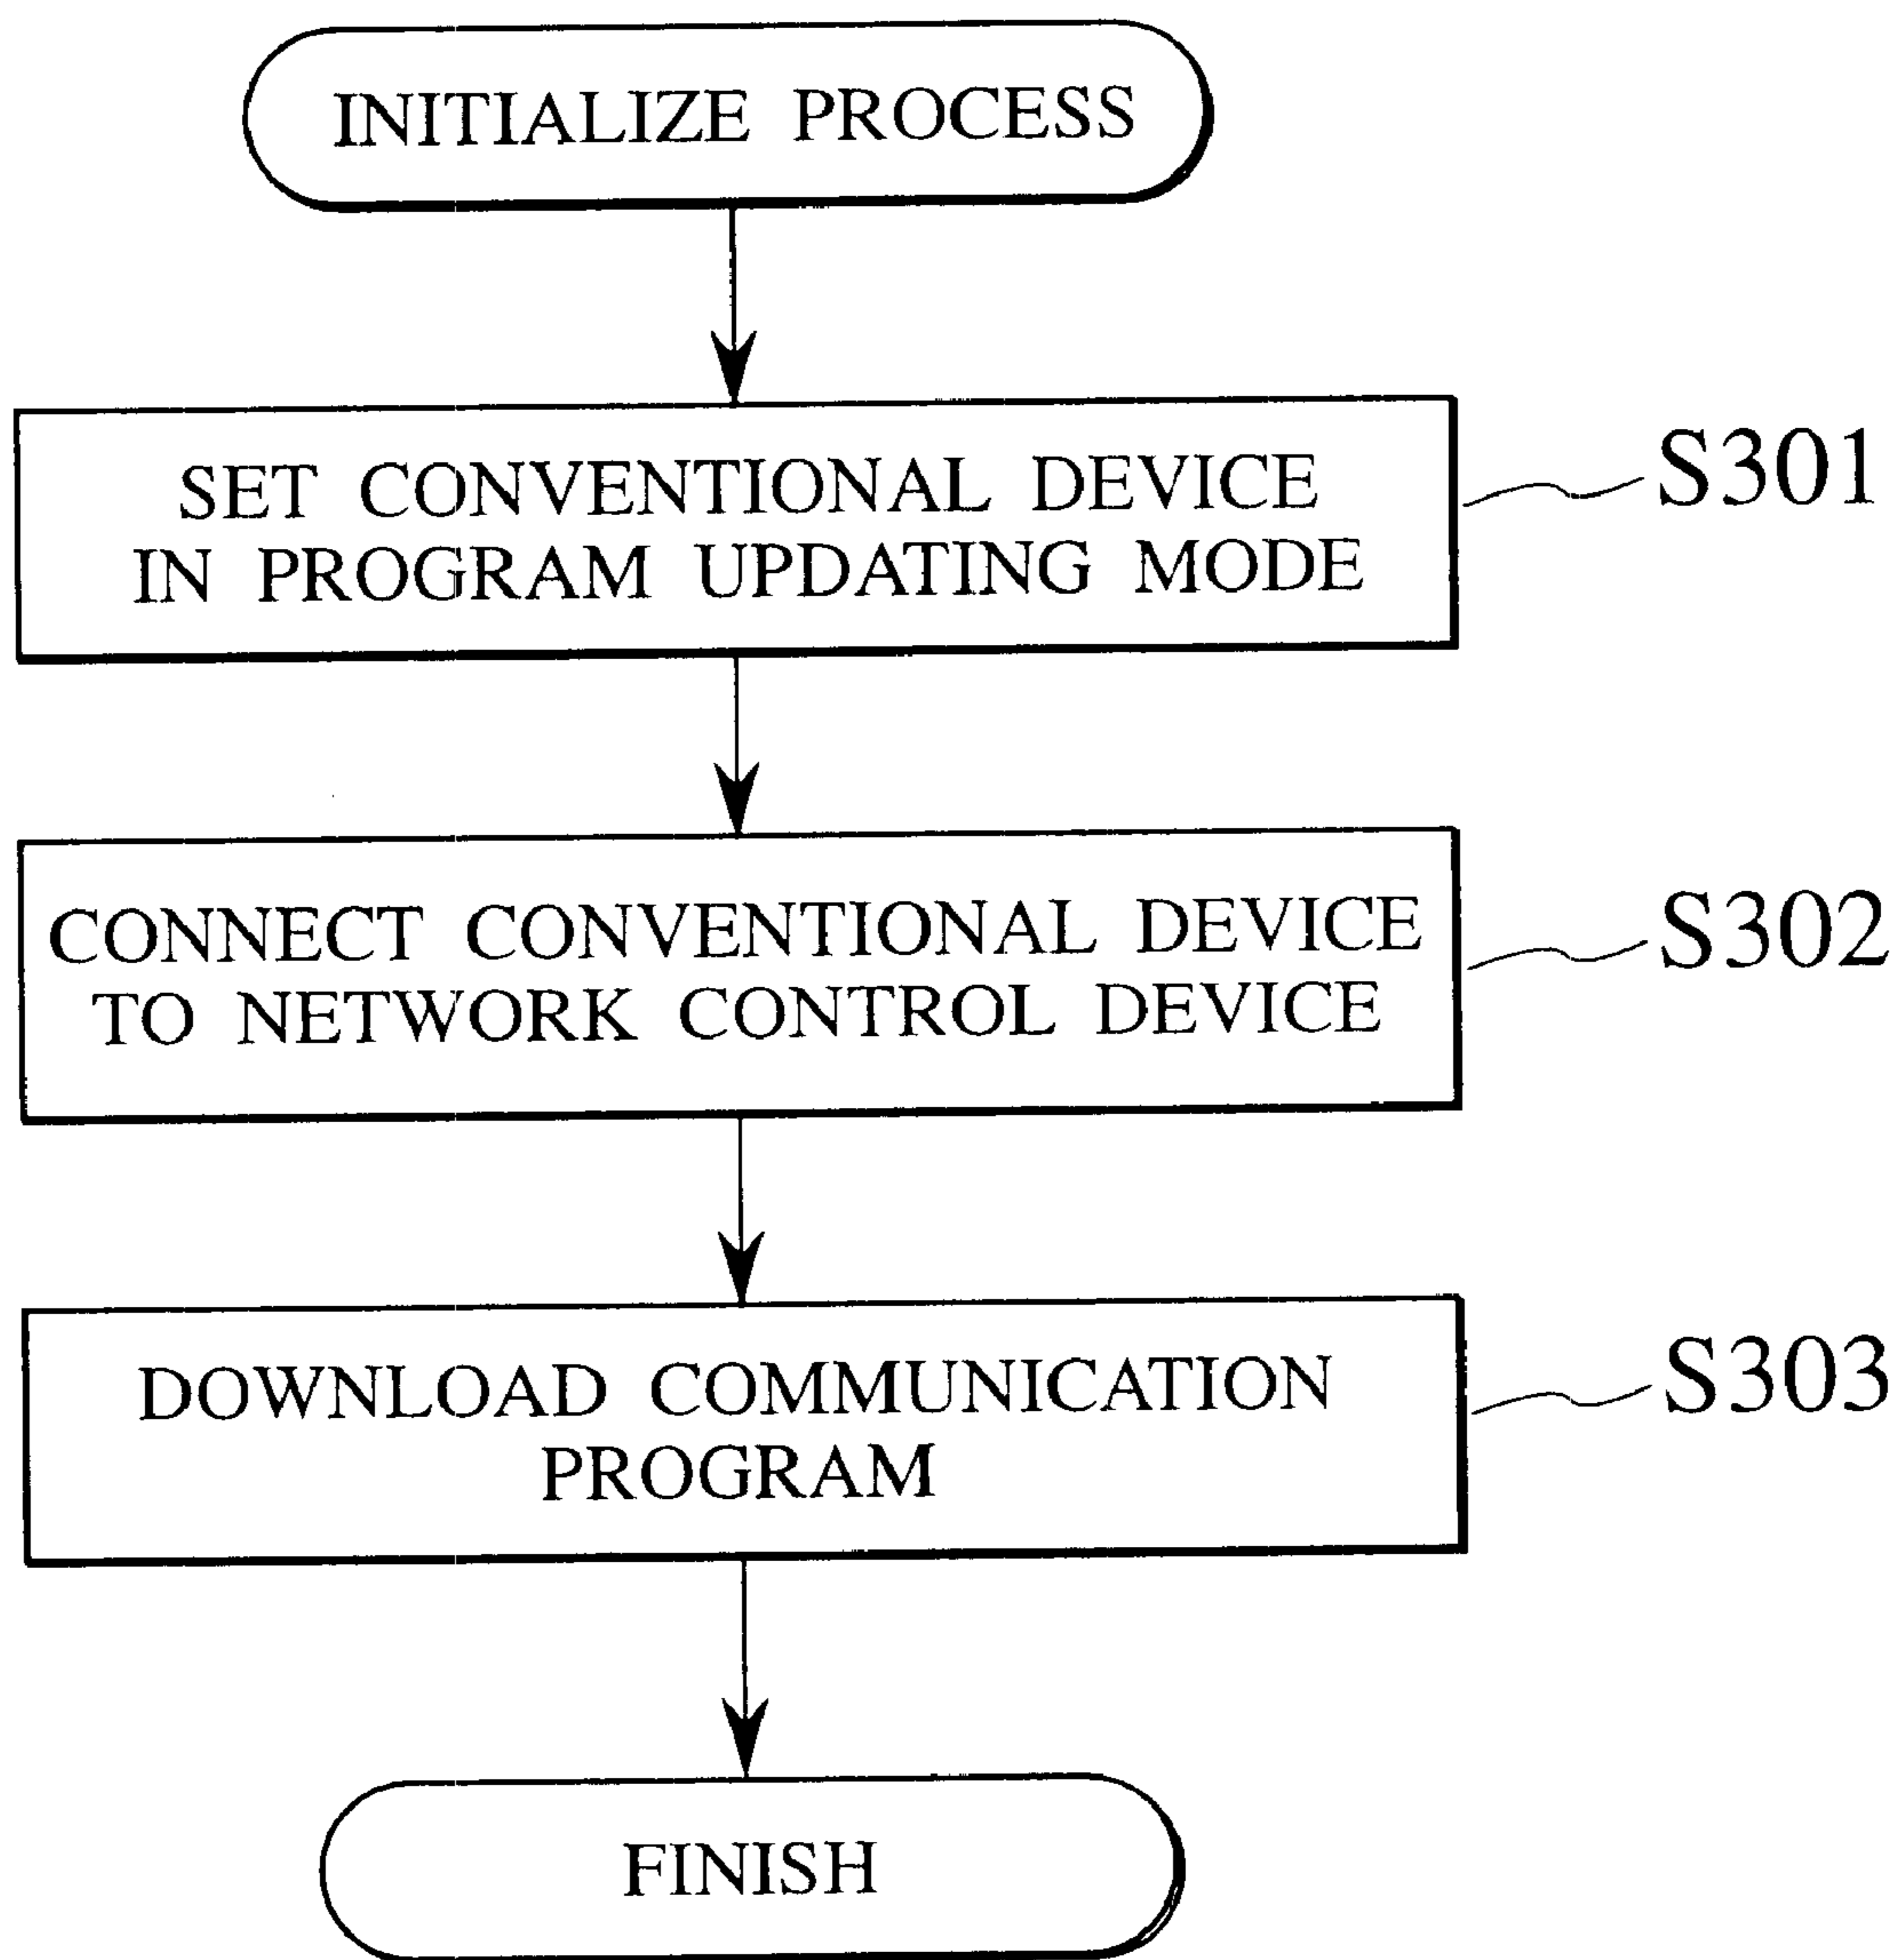 INITIALIZE PROCESS
SET CONVENTIONAL DEVICE
IN PROGRAM UPDATING MODE
S301
CONNECT CONVENTIONAL DEVICE
TO NETWORK CONTROL DEVICE
S302
DOWNLOAD COMMUNICATION
PROGRAM
S303
FINISH